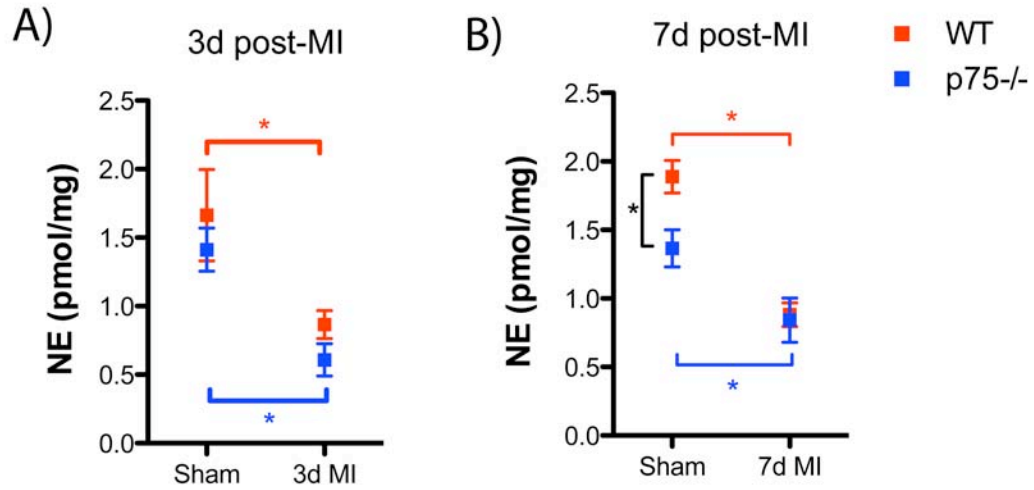 A)
3d post-MI
NE (pmol/mg)
2.5
2.0
1.5
1.0
0.5
0.0
*
*
Sham
3d MI
B)
7d post-MI
NE (pmol/mg)
2.5
2.0
1.5
1.0
0.5
0.0
*
*
*
Sham
7d MI
WT
p75-/-